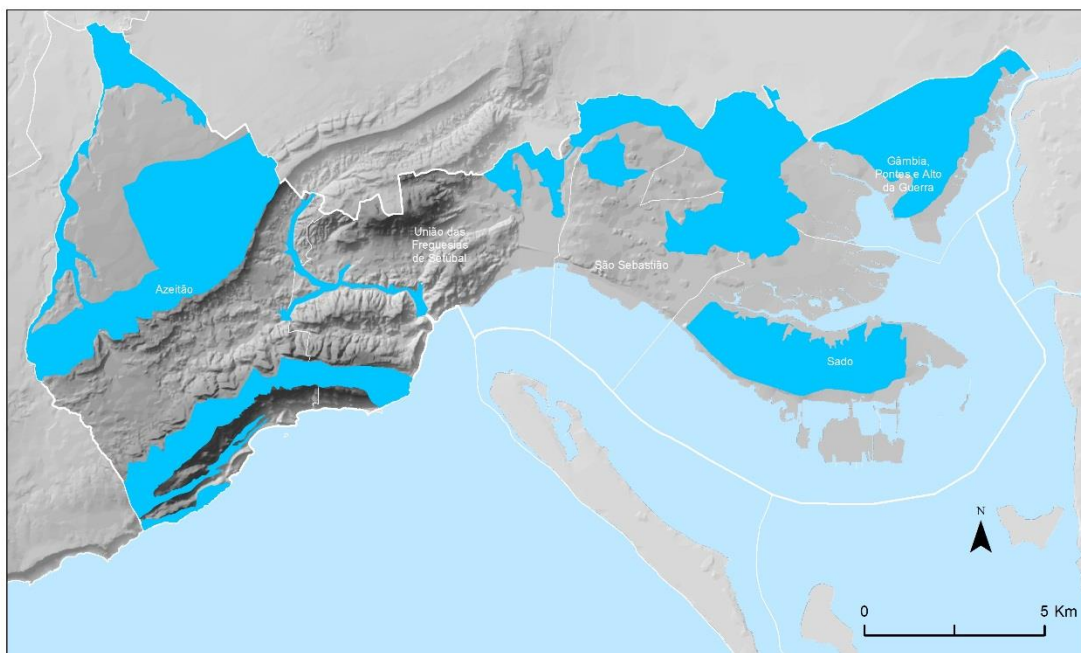 Gâmbia,
Pontes e Alto
da Guerra
União das
Freguesias
de Setúbal
São Sebastião
Azeitão
Sado
N
0 5 Km